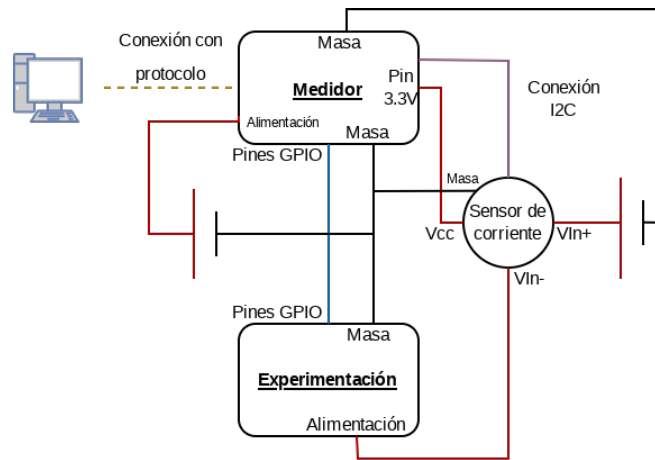 Conexión con
protocolo
Masa
Medidor
Pin
3.3V
Alimentación
Masa
Pines GPIO
Conexión
I2C
Masa
Sensor de
corriente
Vcc
VIn+
VIn-
Pines GPIO
Masa
Experimentación
Alimentación